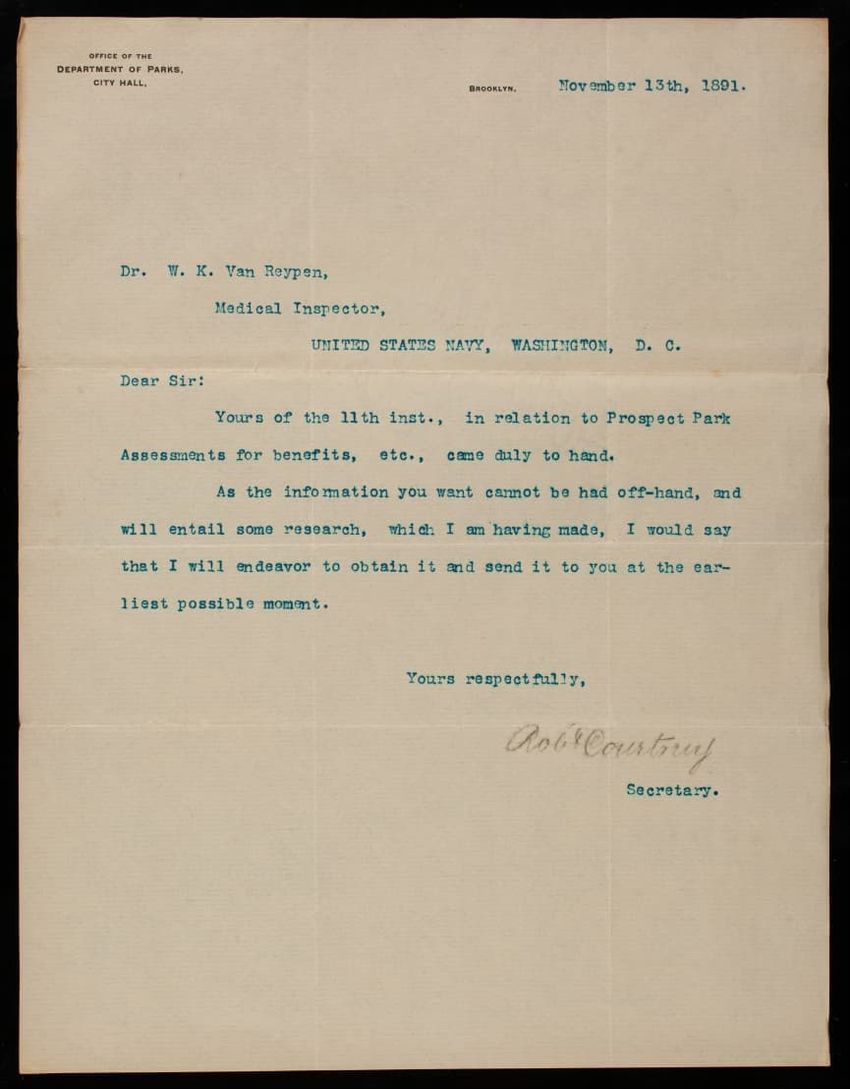 OFFICE OF THE
DEPARTMENT OF PARKS,
CITY HALL,
BROOKLYN, November 13th, 1891.
Dr. W. K. Van Reypen,
Medical Inspector,
UNITED STATES NAVY, WASHINGTON, D. C.
Dear Sir:
Yours of the 11th inst., in relation to Prospect Park
Assessments for benefits, etc., came duly to hand.
As the information you want cannot be had off-hand, and
will entail some research, which I am having made, I would say
that I will endeavor to obtain it and send it to you at the ear-
liest possible moment.
Yours respectfully,
Robt Courtney
Secretary.